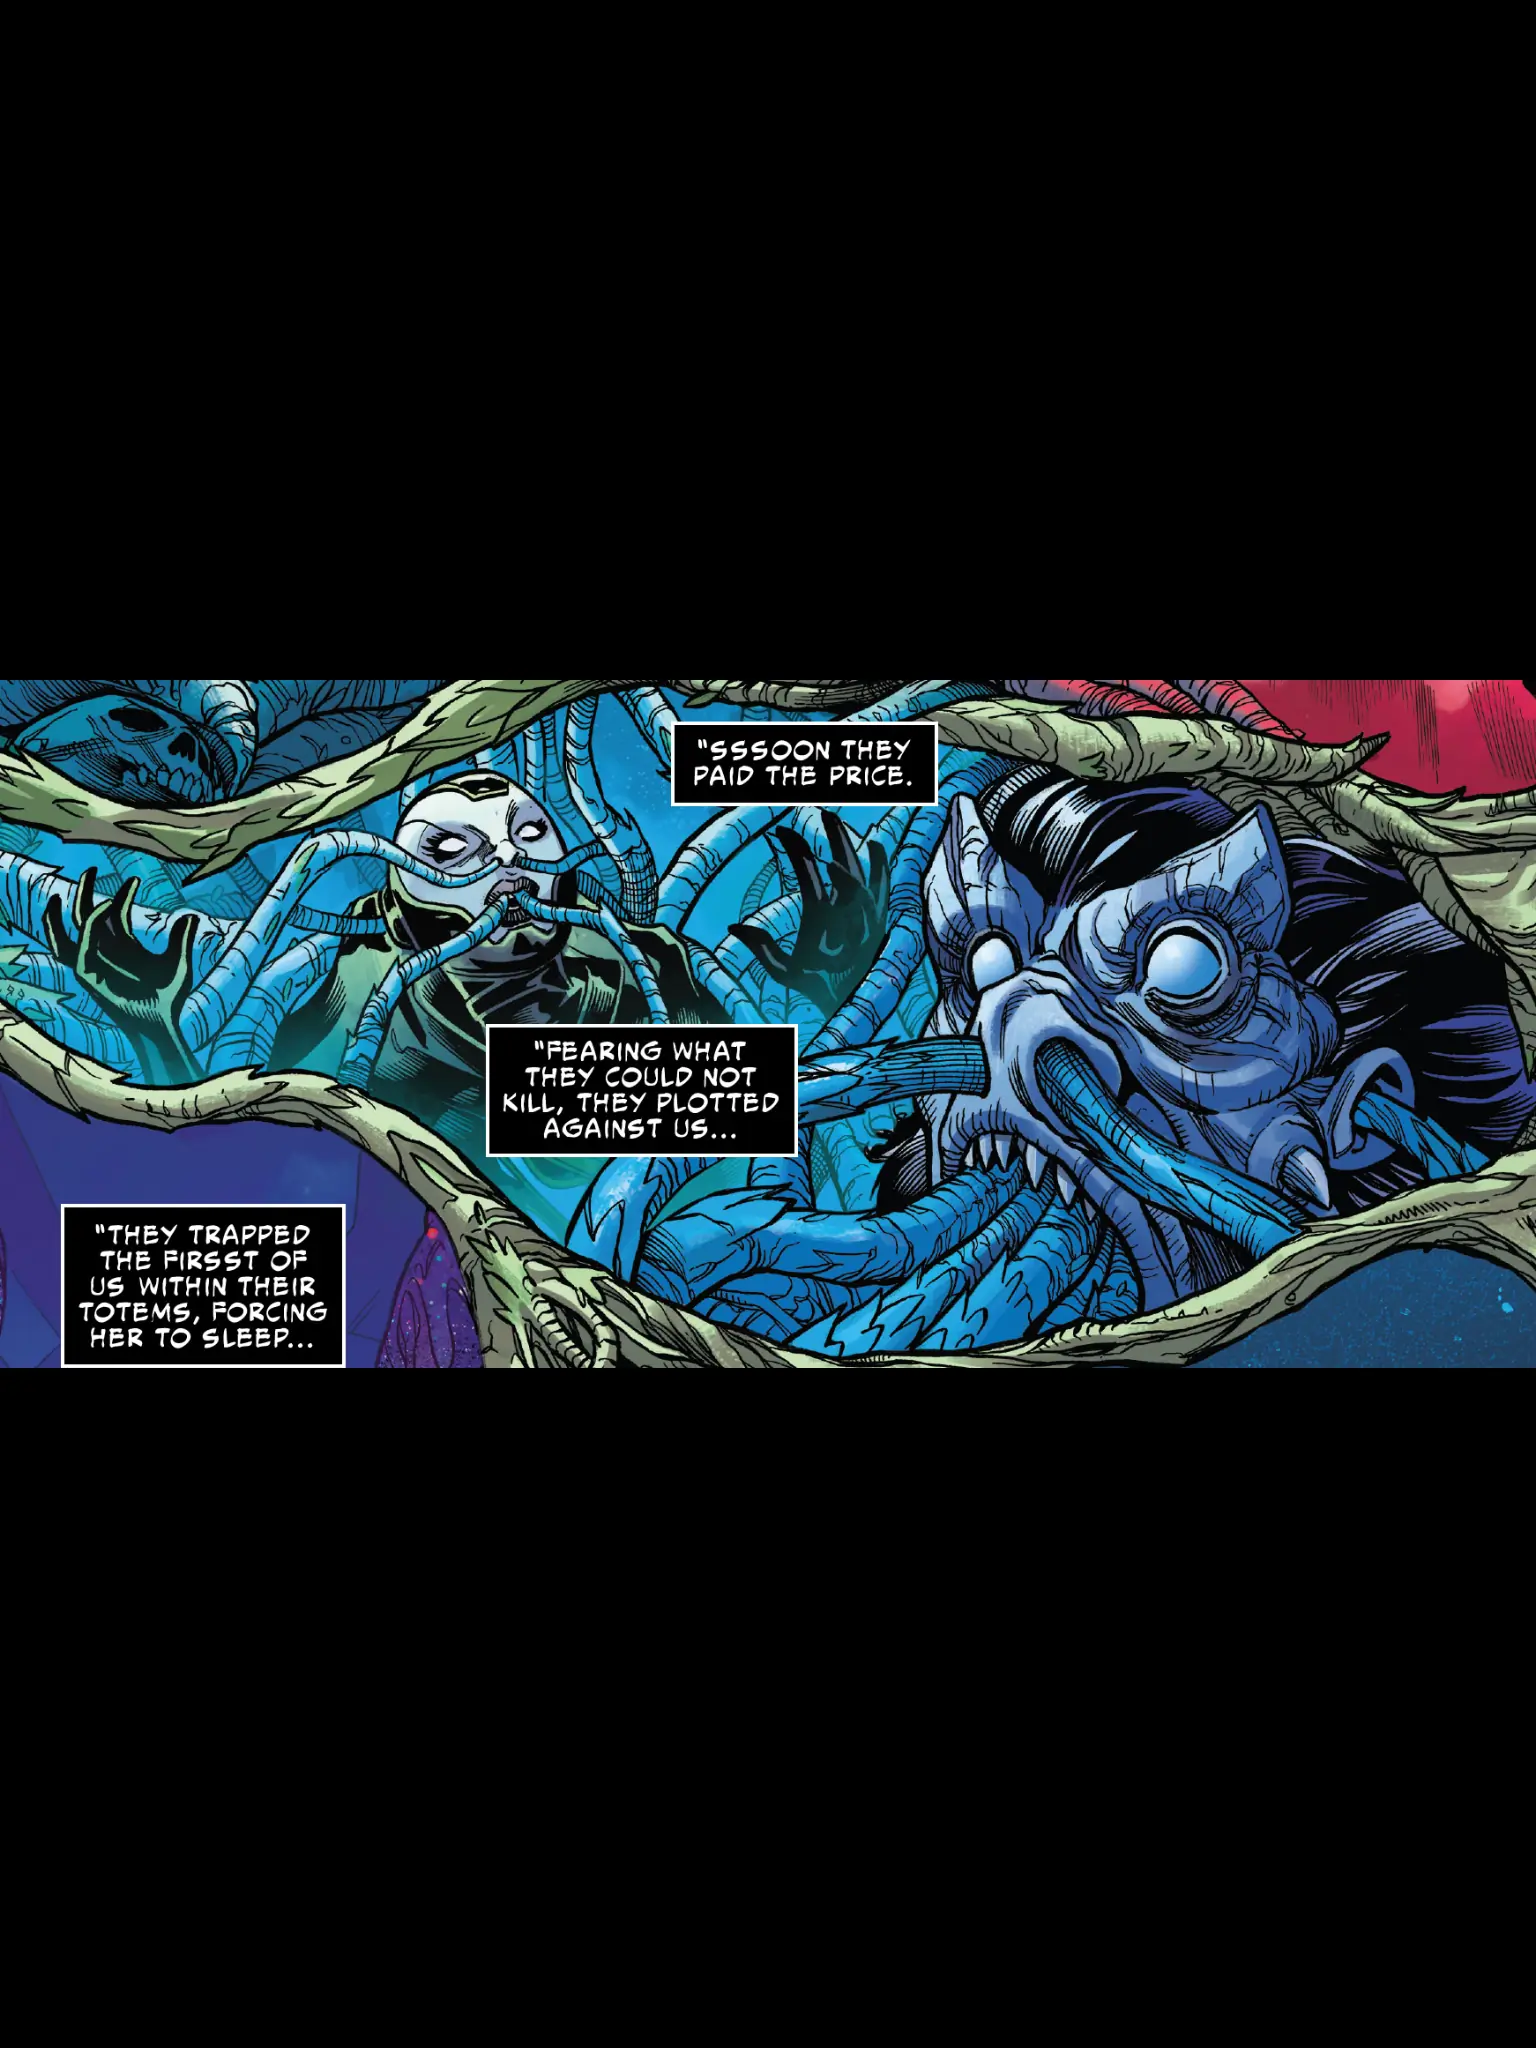 "SSSOON THEY
PAID THE PRICE.
"FEARING WHAT
THEY COULD NOT
KILL, THEY PLOTTED
AGAINST US...
"THEY TRAPPED
THE FIRSST OF
US WITHIN THEIR
TOTEMS, FORCING
HER TO SLEEP...